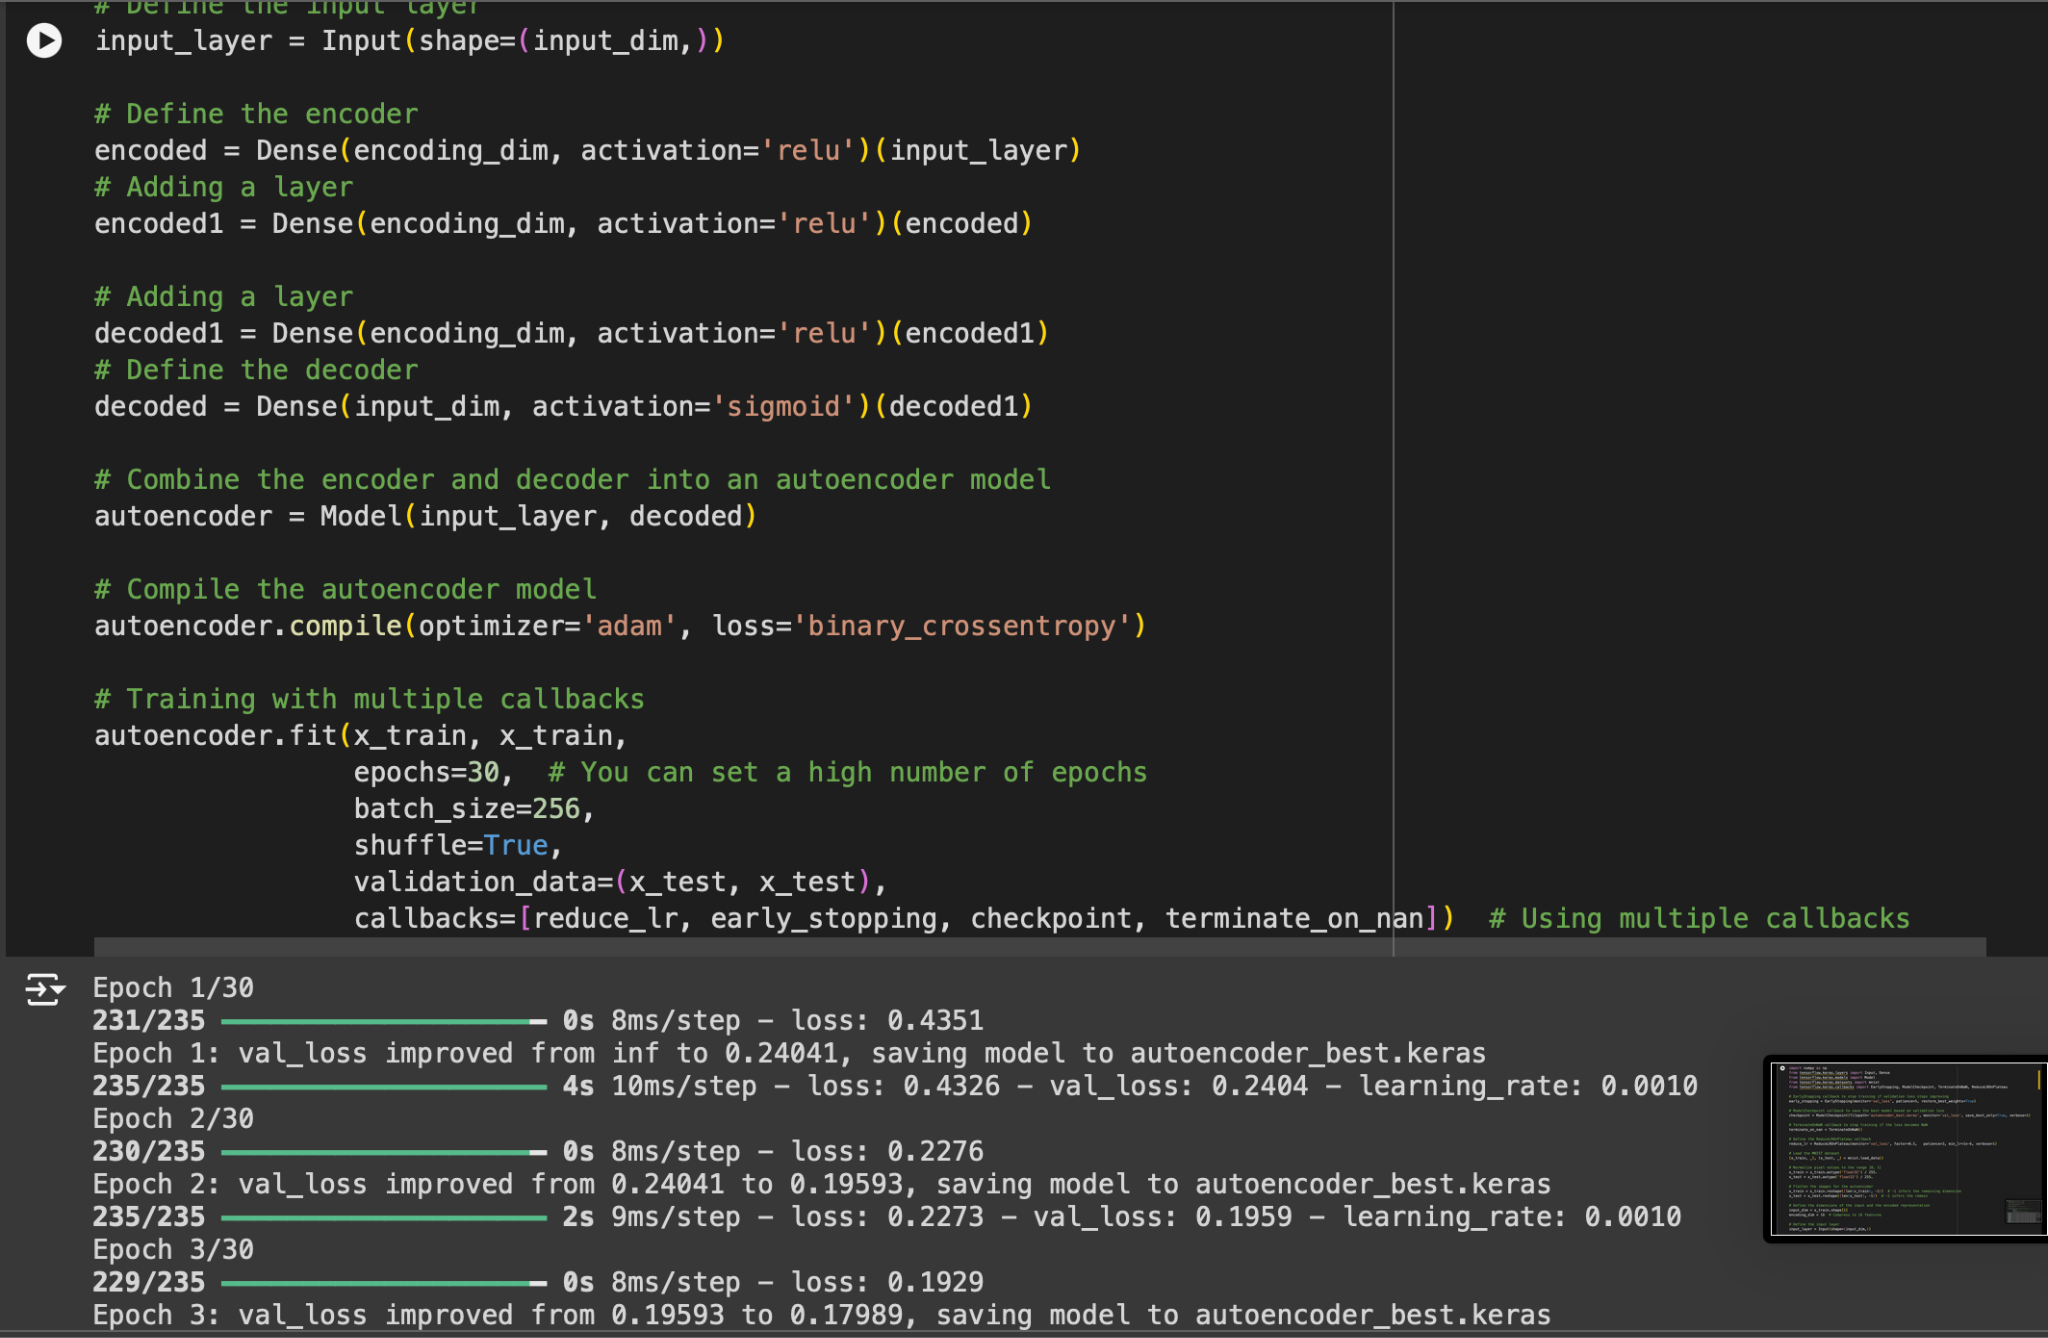 # Define the input layer
input_layer = Input(shape=(input_dim,))
# Define the encoder
encoded = Dense(encoding_dim, activation='relu')(input_layer)
# Adding a layer
encoded1 = Dense(encoding_dim, activation='relu')(encoded)
# Adding a layer
decoded1 = Dense(encoding_dim, activation='relu')(encoded1)
# Define the decoder
decoded = Dense(input_dim, activation='sigmoid')(decoded1)
# Combine the encoder and decoder into an autoencoder model
autoencoder = Model(input_layer, decoded)
# Compile the autoencoder model
autoencoder.compile(optimizer='adam', loss='binary_crossentropy')
# Training with multiple callbacks
autoencoder.fit(x_train, x_train,
epochs=30,  # You can set a high number of epochs
batch_size=256,
shuffle=True,
validation_data=(x_test, x_test),
callbacks=[reduce_lr, early_stopping, checkpoint, terminate_on_nan])  # Using multiple callbacks
Epoch 1/30
231/235 0s 8ms/step – loss: 0.4351
Epoch 1: val_loss improved from inf to 0.24041, saving model to autoencoder_best.keras
235/235 4s 10ms/step – loss: 0.4326 – val_loss: 0.2404 – learning_rate: 0.0010
Epoch 2/30
230/235 0s 8ms/step – loss: 0.2276
Epoch 2: val_loss improved from 0.24041 to 0.19593, saving model to autoencoder_best.keras
235/235 2s 9ms/step – loss: 0.2273 – val_loss: 0.1959 – learning_rate: 0.0010
Epoch 3/30
229/235 0s 8ms/step – loss: 0.1929
Epoch 3: val_loss improved from 0.19593 to 0.17989, saving model to autoencoder_best.keras